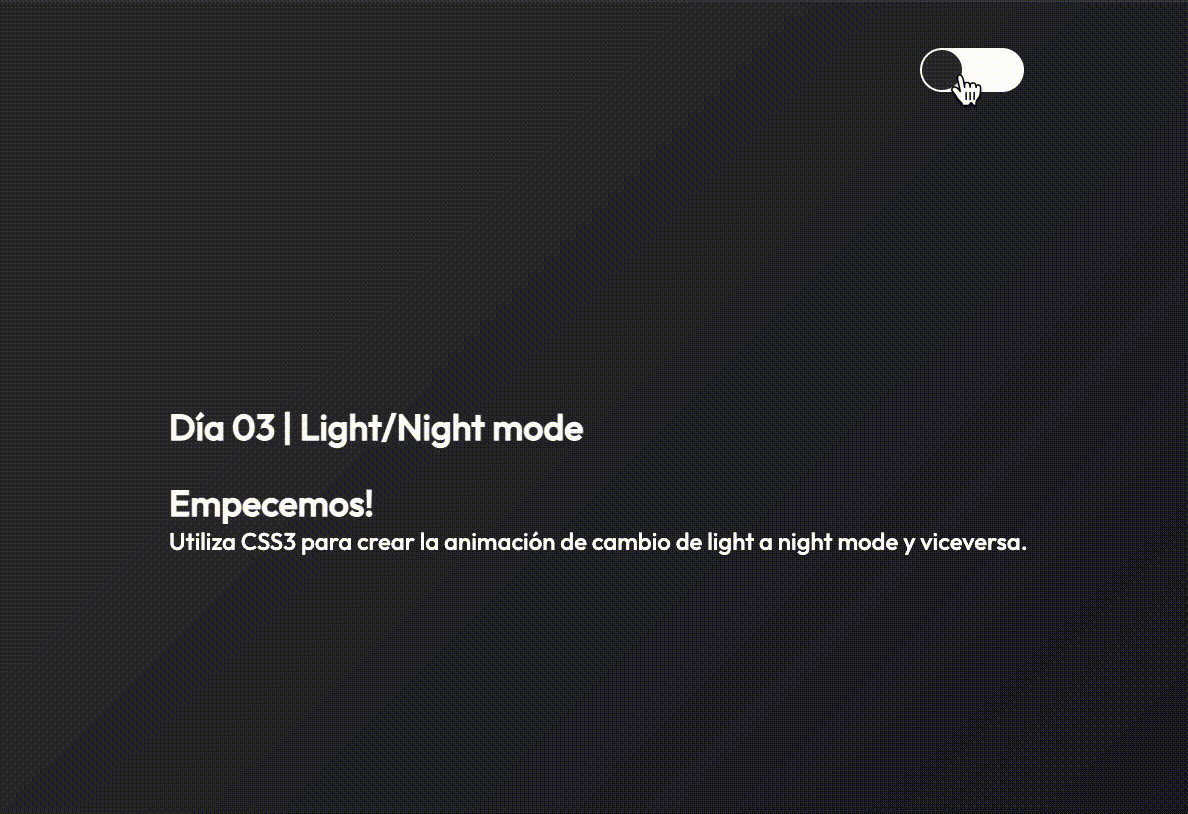 Día 03 | Light/Night mode
Empecemos!
Utiliza CSS3 para crear la animación de cambio de light a night mode y viceversa.